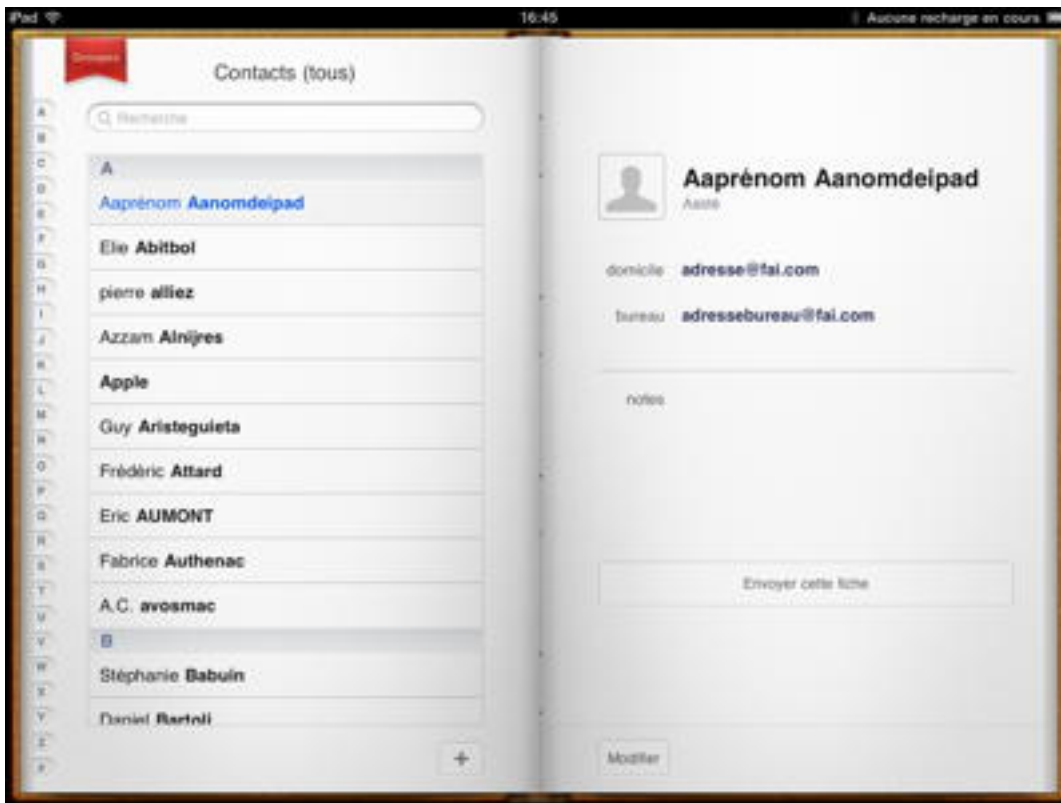 iPad
16:45
Aucune recharge en cours
Groupes
Contacts (tous)
Recherche
A
B
C
D
E
F
G
H
I
J
K
L
M
N
O
P
Q
R
S
T
U
V
W
X
Y
Z
#
A
Aaprénom Aanomdeipad
Elie Abitbol
pierre alliez
Azzam Alnijres
Apple
Guy Aristeguieta
Frédéric Attard
Eric AUMONT
Fabrice Authenac
A.C. avosmac
B
Stéphanie Babuin
Daniel Bartoli
+
Aaprénom Aanomdeipad
domicile adresse@fai.com
bureau adressebureau@fai.com
notes
Envoyer cette fiche
Modifier